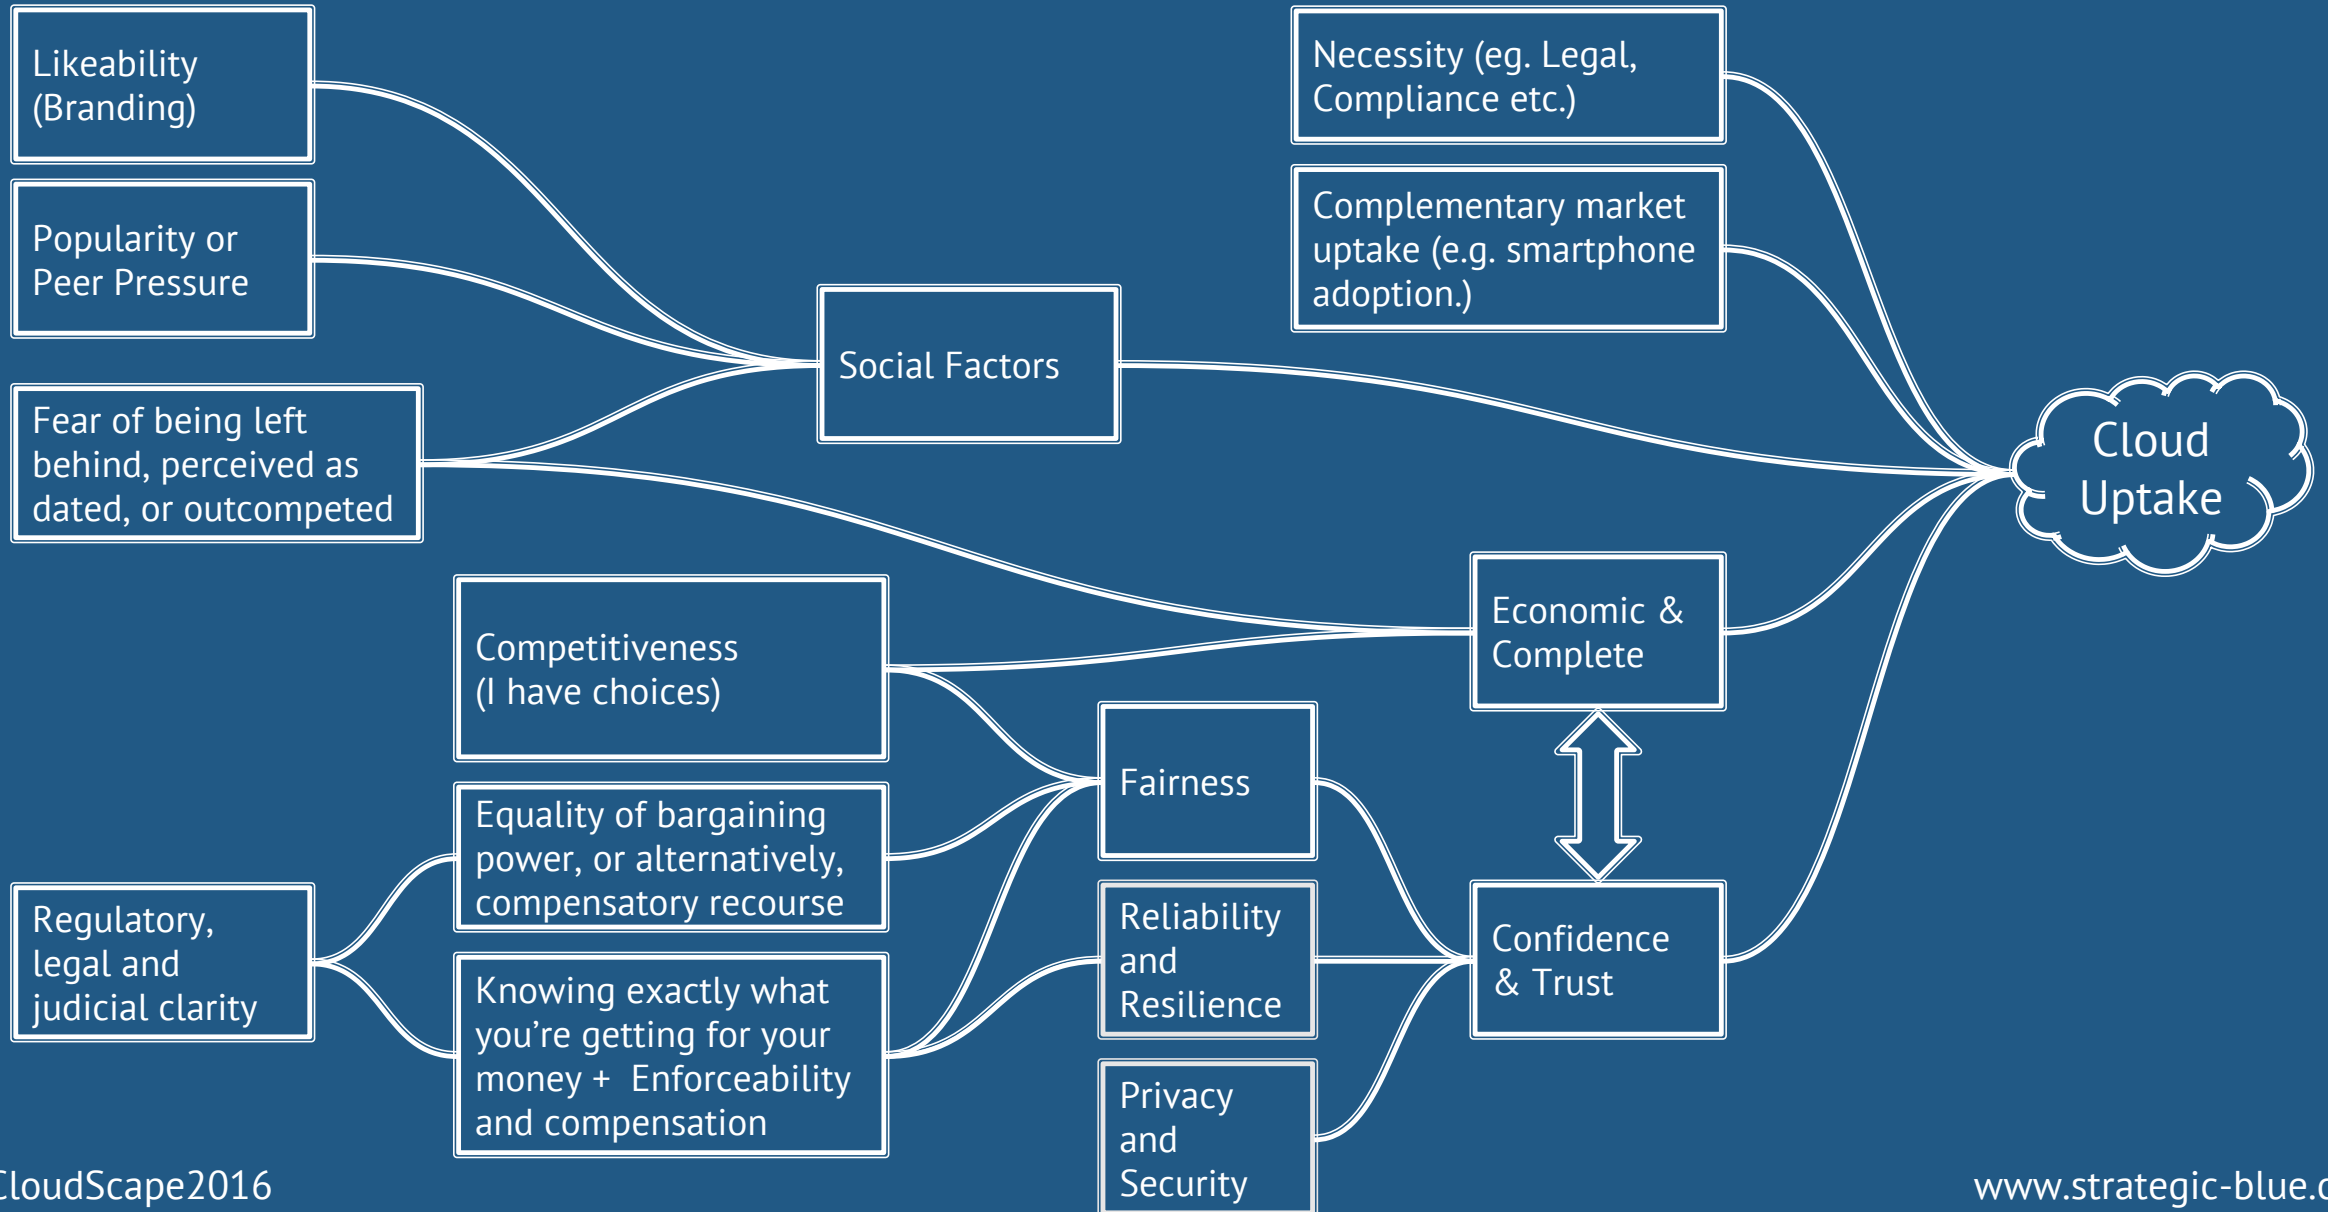 Likeability
(Branding)
Popularity or
Peer Pressure
Fear of being left
behind, perceived as
dated, or outcompeted
Social Factors
Necessity (eg. Legal,
Compliance etc.)
Complementary market
uptake (e.g. smartphone
adoption.)
Cloud
Uptake
Economic &
Complete
Competitiveness
(I have choices)
Fairness
Equality of bargaining
power, or alternatively,
compensatory recourse
Regulatory,
legal and
judicial clarity
Knowing exactly what
you're getting for your
money +  Enforceability
and compensation
Reliability
and
Resilience
Confidence
& Trust
Privacy
and
Security
CloudScape2016
www.strategic-blue.c